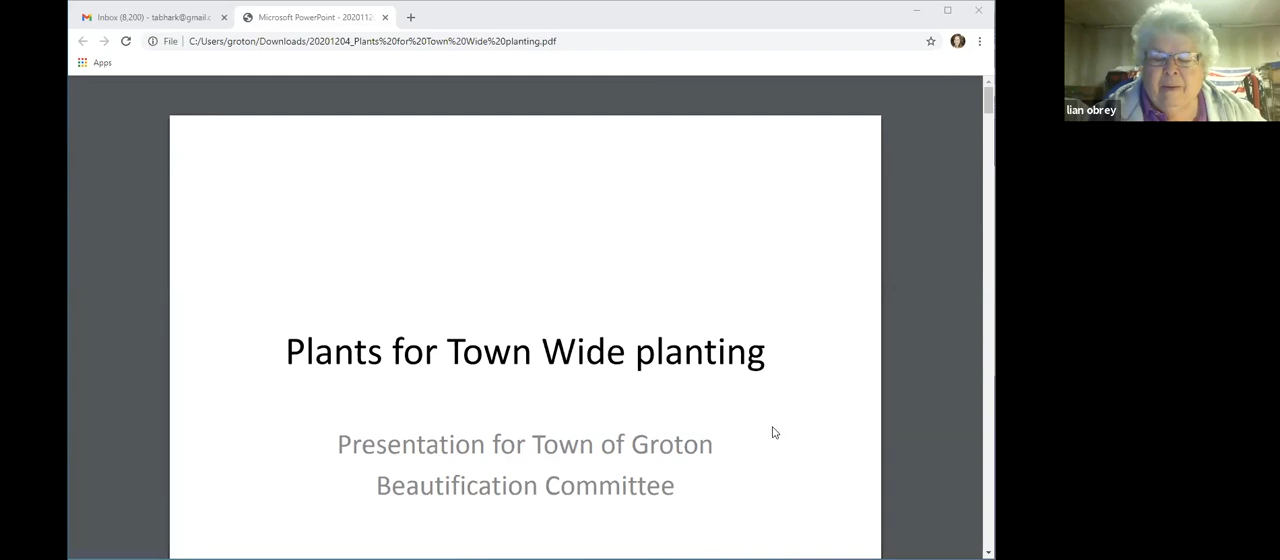 Inbox (8,200) - tabhark@gmail.c
Microsoft PowerPoint - 2020112
File
C:/Users/groton/Downloads/20201204_Plants%20for%20Town%20Wide%20planting.pdf
Apps
lian obrey
Plants for Town Wide planting
Presentation for Town of Groton
Beautification Committee